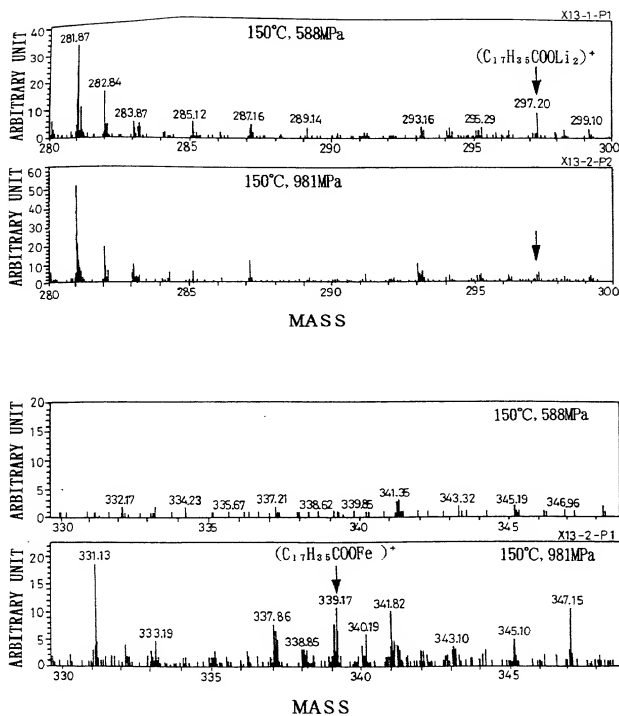 X13-1-P1
ARBITRARY UNIT
40
30
20
10
0
150°C, 588MPa
(C₁₇H₃₅COOLi₂)⁺
281.87
282.84
283.87
285.12
287.16
289.14
293.16
295.29
297.20
299.10
280 285 290 295 300
X13-2-P2
ARBITRARY UNIT
60
50
40
30
20
10
0
150°C, 981MPa
280 285 290 295 300
MASS
ARBITRARY UNIT
20
15
10
5
0
150°C, 588MPa
332.17 334.23 335.67 337.21 338.62 339.85 341.35 343.32 345.19 346.96
330 335 340 345
X13-2-P1
ARBITRARY UNIT
20
15
10
5
0
(C₁₇H₃₅COOFe)⁺
150°C, 981MPa
331.13
333.19
337.86
338.85
339.17
340.19
341.82
343.10
345.10
347.15
330 335 340 345
MASS